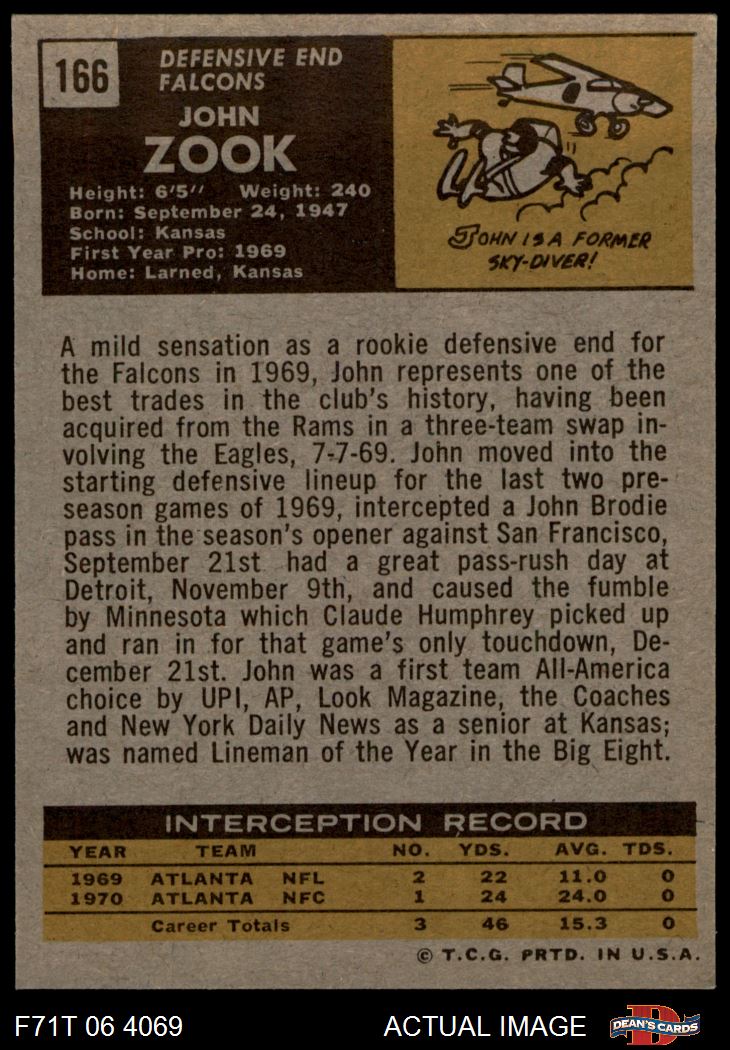 166
DEFENSIVE END
FALCONS
JOHN
ZOOK
Height: 6'5" Weight: 240
Born: September 24, 1947
School: Kansas
First Year Pro: 1969
Home: Larned, Kansas
JOHN IS A FORMER
SKY-DIVER!
A mild sensation as a rookie defensive end for
the Falcons in 1969, John represents one of the
best trades in the club's history, having been
acquired from the Rams in a three-team swap in-
volving the Eagles, 7-7-69. John moved into the
starting defensive lineup for the last two pre-
season games of 1969, intercepted a John Brodie
pass in the season's opener against San Francisco,
September 21st had a great pass-rush day at
Detroit, November 9th, and caused the fumble
by Minnesota which Claude Humphrey picked up
and ran in for that game's only touchdown, De-
cember 21st. John was a first team All-America
choice by UPI, AP, Look Magazine, the Coaches
and New York Daily News as a senior at Kansas;
was named Lineman of the Year in the Big Eight.
INTERCEPTION RECORD
YEAR TEAM NO. YDS. AVG. TDS.
1969 ATLANTA NFL 2 22 11.0 0
1970 ATLANTA NFC 1 24 24.0 0
Career Totals 3 46 15.3 0
© T.C.G. PRTD. IN U.S.A.
F71T 06 4069 ACTUAL IMAGE D DEAN'S CARDS